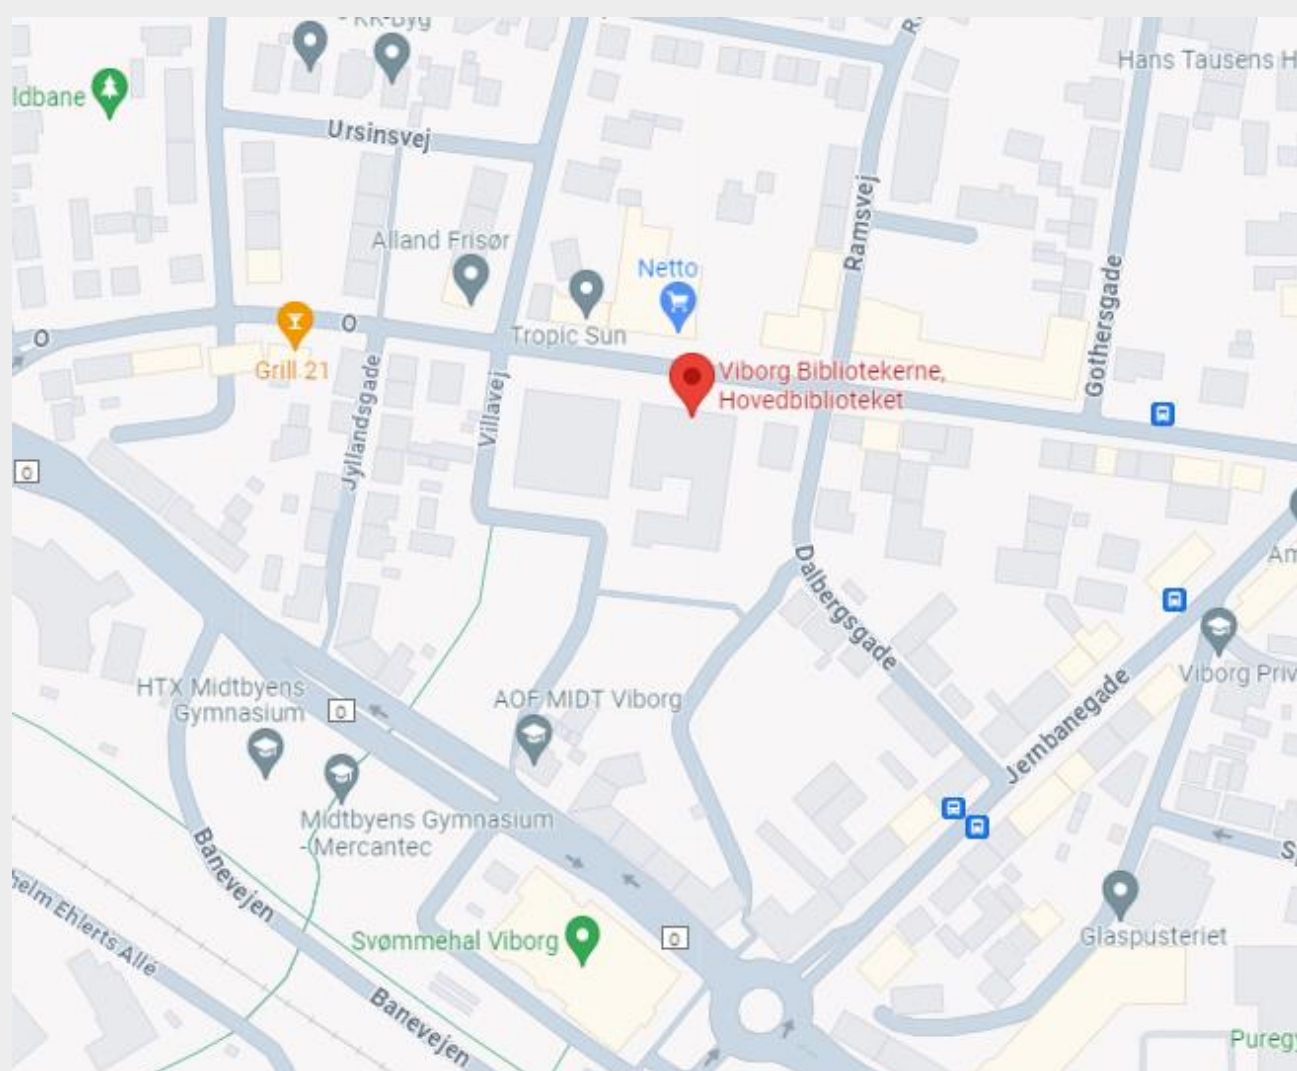 - KK-Byg
Hans Tausens H
ldbane
Ursinsvej
Ramsvej
Alland Frisør
Netto
Gothersgade
O
O
Tropic Sun
Grill 21
Viborg Bibliotekerne,
Hovedbiblioteket
Jyllandsgade
Villavej
O
Dalbergsgade
Am
Viborg Priv
HTX Midtbyens
Gymnasium
O
AOF MIDT Viborg
Jernbanegade
Midtbyens Gymnasium
- Mercantec
Banevejen
helm Ehlerts Allé
Svømmehal Viborg
O
Glaspusteriet
Banevejen
Puregy